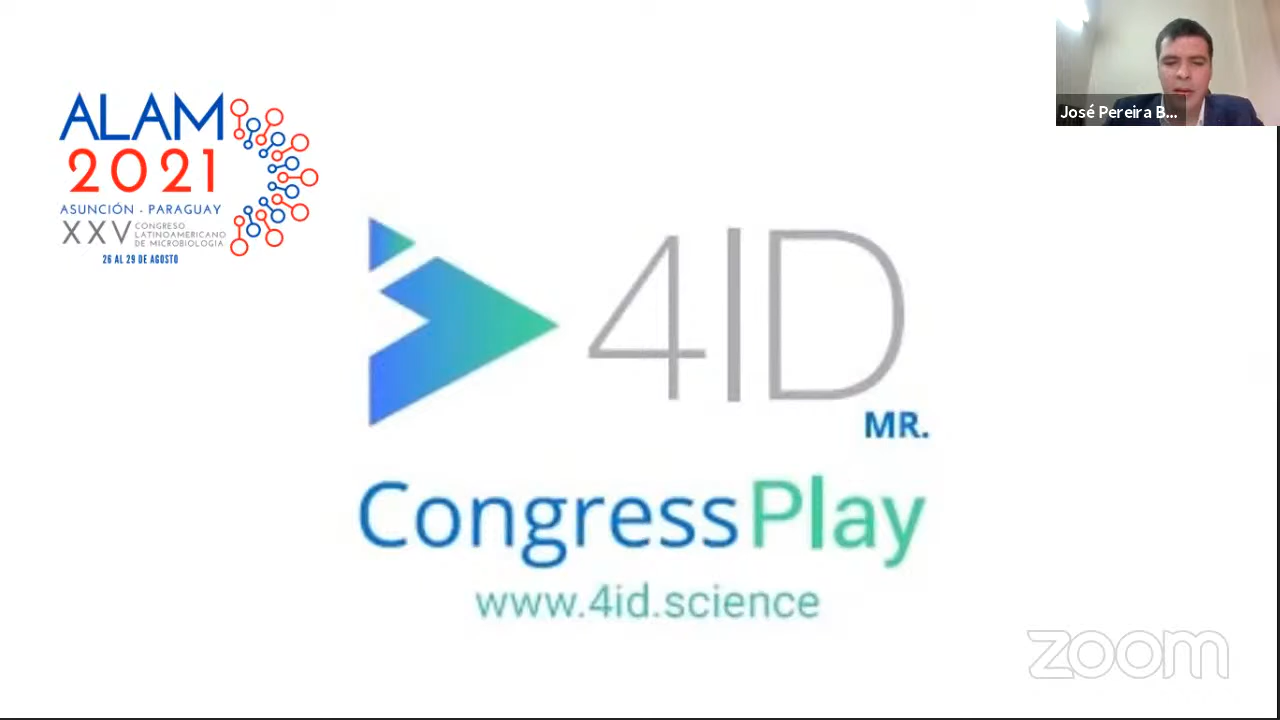 José Pereira B...
ALAM
2021
ASUNCIÓN - PARAGUAY
XXV
CONGRESO
LATINOAMERICANO
DE MICROBIOLOGÍA
26 AL 29 DE AGOSTO
4ID
MR.
CongressPlay
www.4id.science
zoom